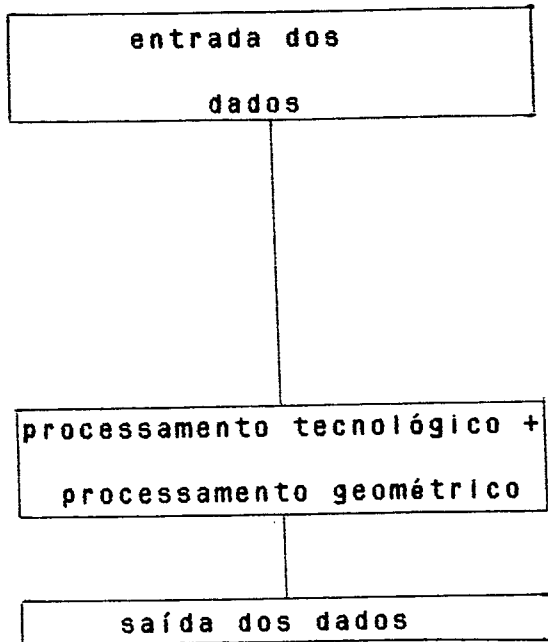 entrada dos
dados
processamento tecnológico +
processamento geométrico
saída dos dados